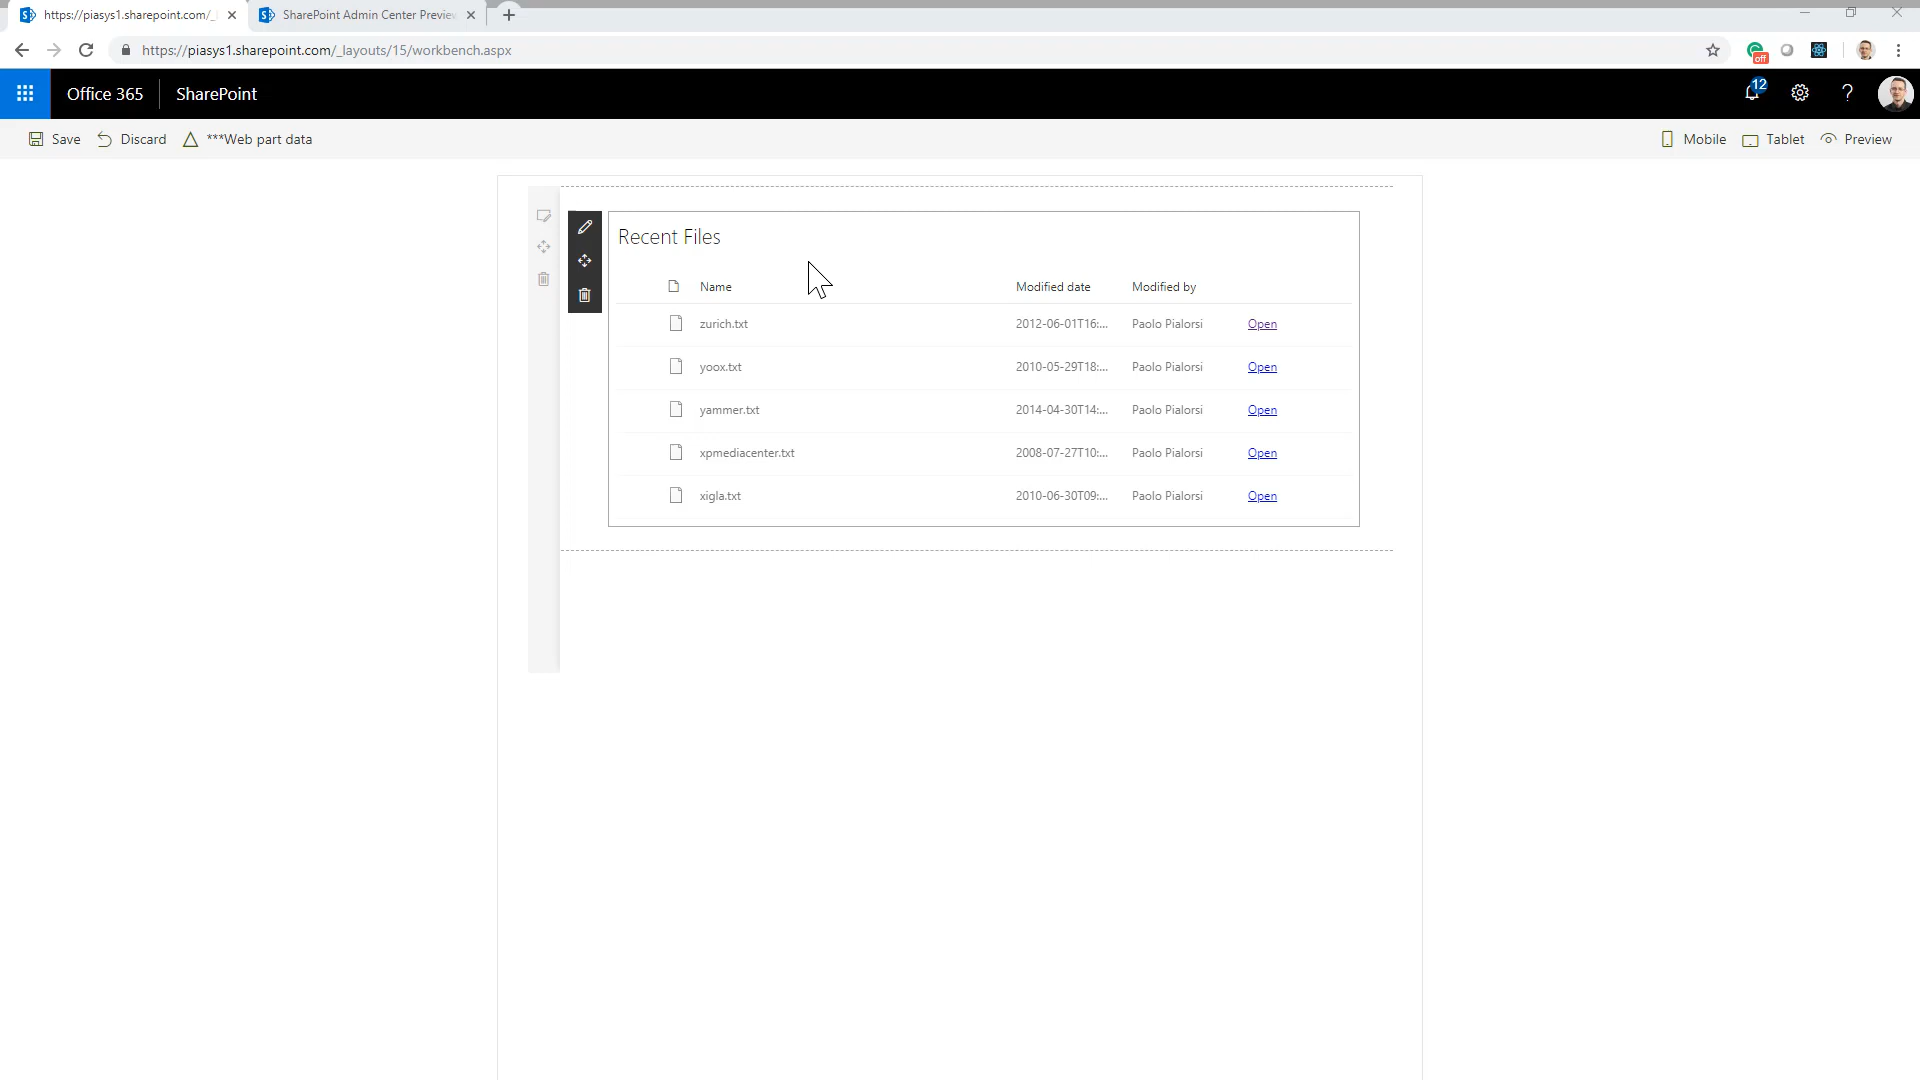 https://piasys1.sharepoint.com/_
SharePoint Admin Center Preview
https://piasys1.sharepoint.com/_layouts/15/workbench.aspx
off
Office 365
SharePoint
12
Save
Discard
***Web part data
Mobile
Tablet
Preview
Recent Files
Name Modified date Modified by
zurich.txt 2012-06-01T16:... Paolo Pialorsi Open
yoox.txt 2010-05-29T18:... Paolo Pialorsi Open
yammer.txt 2014-04-30T14:... Paolo Pialorsi Open
xpmediacenter.txt 2008-07-27T10:... Paolo Pialorsi Open
xigla.txt 2010-06-30T09:... Paolo Pialorsi Open